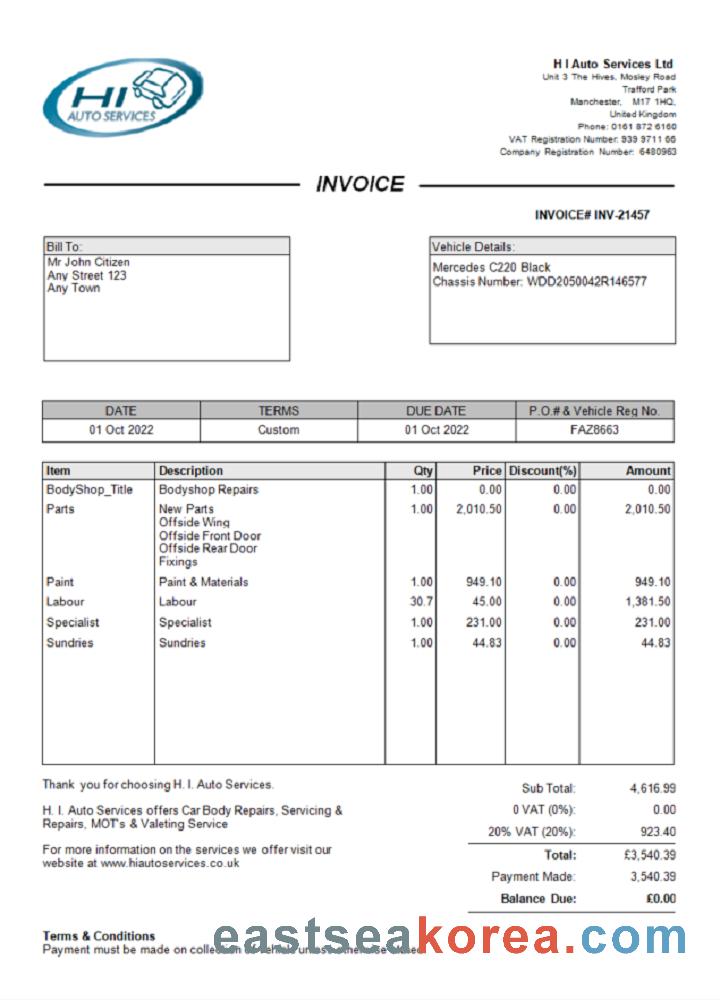 HI
AUTO SERVICES
H I Auto Services Ltd
Unit 3 The Hives, Mosley Road
Trafford Park
Manchester, M17 1HQ,
United Kingdom
Phone: 0161 872 6160
VAT Registration Number: 939 9711 66
Company Registration Number: 6480963
INVOICE
INVOICE# INV-21457
Bill To:
Mr John Citizen
Any Street 123
Any Town
Vehicle Details:
Mercedes C220 Black
Chassis Number: WDD2050042R146577
DATE TERMS DUE DATE P.O.# & Vehicle Reg No.
01 Oct 2022 Custom 01 Oct 2022 FAZ8663
Item Description Qty Price Discount(%) Amount
BodyShop_Title Bodyshop Repairs 1.00 0.00 0.00 0.00
Parts New Parts 1.00 2,010.50 0.00 2,010.50
Offside Wing
Offside Front Door
Offside Rear Door
Fixings
Paint Paint & Materials 1.00 949.10 0.00 949.10
Labour Labour 30.7 45.00 0.00 1,381.50
Specialist Specialist 1.00 231.00 0.00 231.00
Sundries Sundries 1.00 44.83 0.00 44.83
Thank you for choosing H. I. Auto Services.
H. I. Auto Services offers Car Body Repairs, Servicing &
Repairs, MOT's & Valeting Service
For more information on the services we offer visit our
website at www.hiautoservices.co.uk
Sub Total: 4,616.99
0 VAT (0%): 0.00
20% VAT (20%): 923.40
Total: £3,540.39
Payment Made: 3,540.39
Balance Due: £0.00
Terms & Conditions
Payment must be made on collection of vehicle unless otherwise
eastseakorea.com